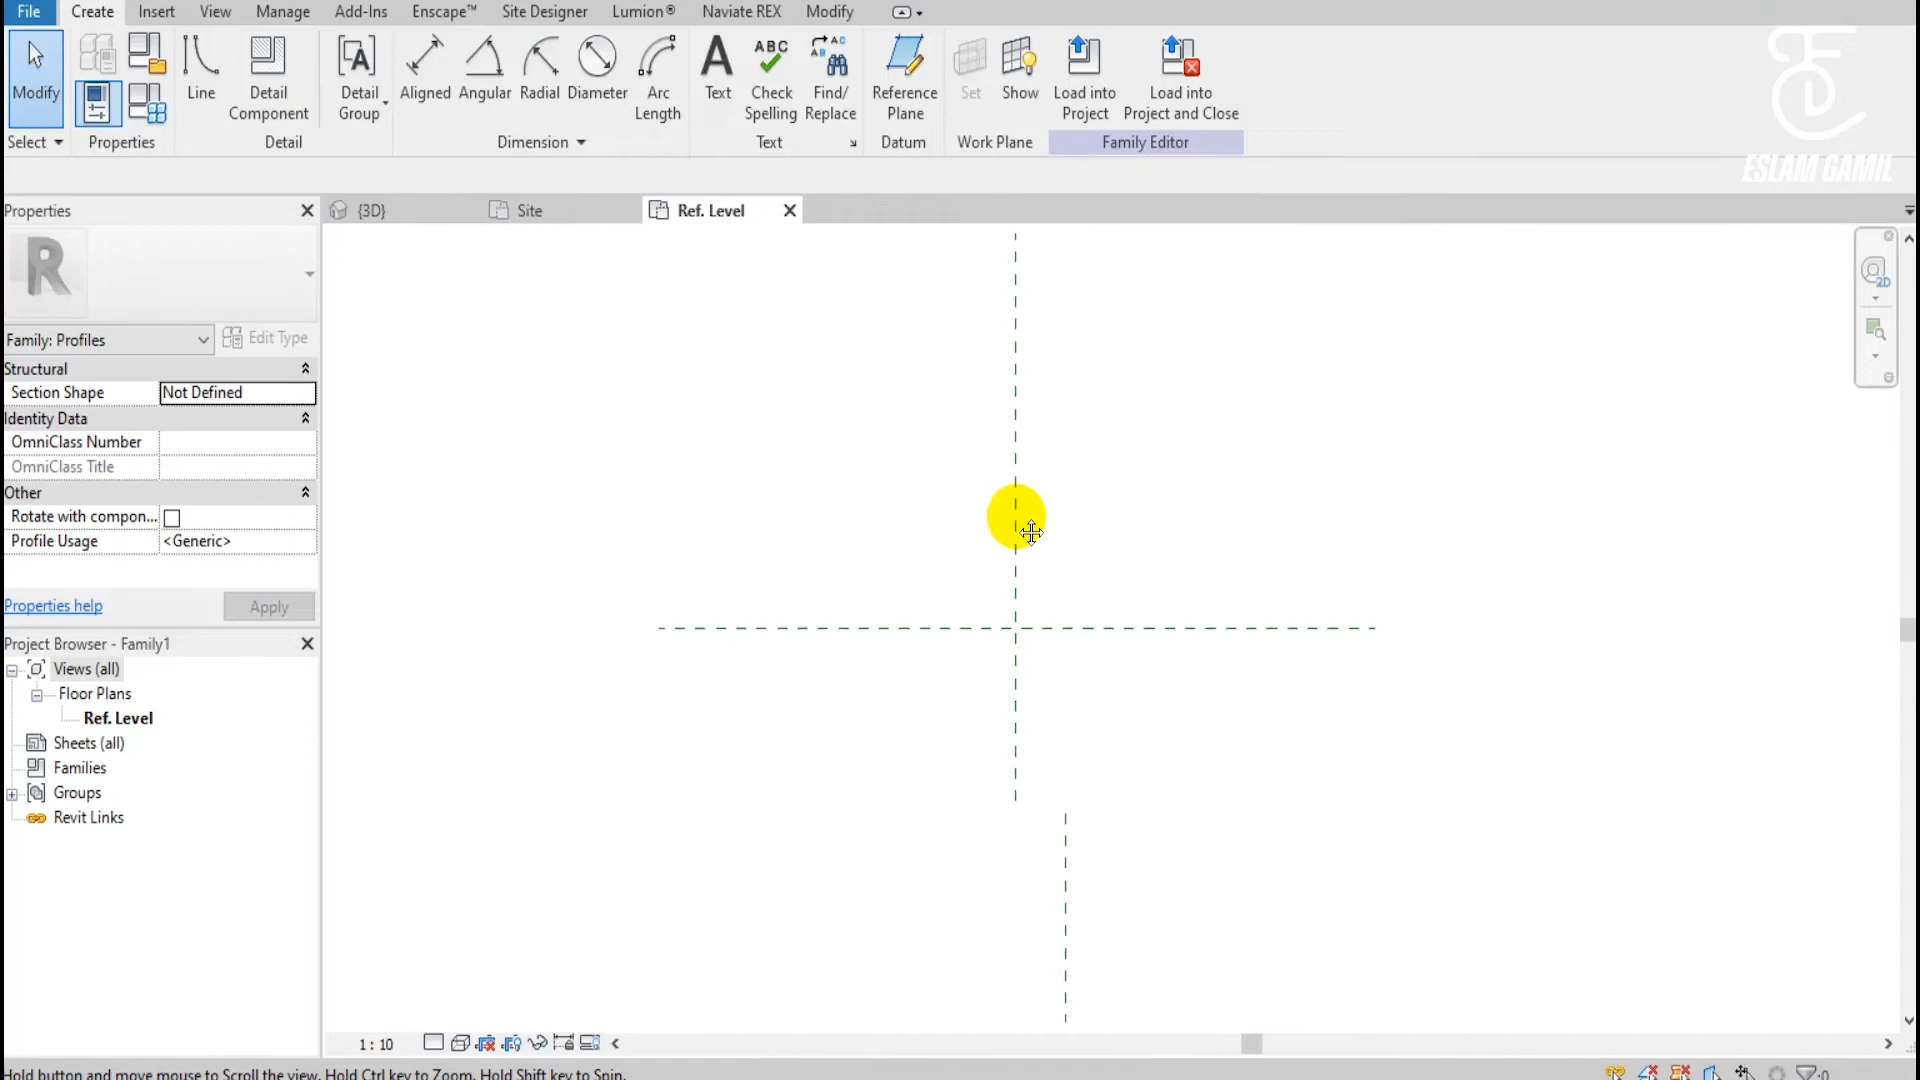 File Create Insert View Manage Add-Ins Enscape™ Site Designer Lumion® Naviate REX Modify
Modify Line Detail Component Detail Group Aligned Angular Radial Diameter Arc Length Text Check Spelling Find/ Replace Reference Plane Set Show Load into Project Load into Project and Close
Select Properties Detail Dimension Text Datum Work Plane Family Editor
ESLAM GAMIL
Properties
{3D} Site Ref. Level
Family: Profiles Edit Type
Structural
Section Shape Not Defined
Identity Data
OmniClass Number
OmniClass Title
Other
Rotate with compon...
Profile Usage <Generic>
Properties help Apply
Project Browser - Family1
Views (all)
Floor Plans
Ref. Level
Sheets (all)
Families
Groups
Revit Links
1 : 10
Hold button and move mouse to Scroll the view. Hold Ctrl key to Zoom. Hold Shift key to Spin.
:0